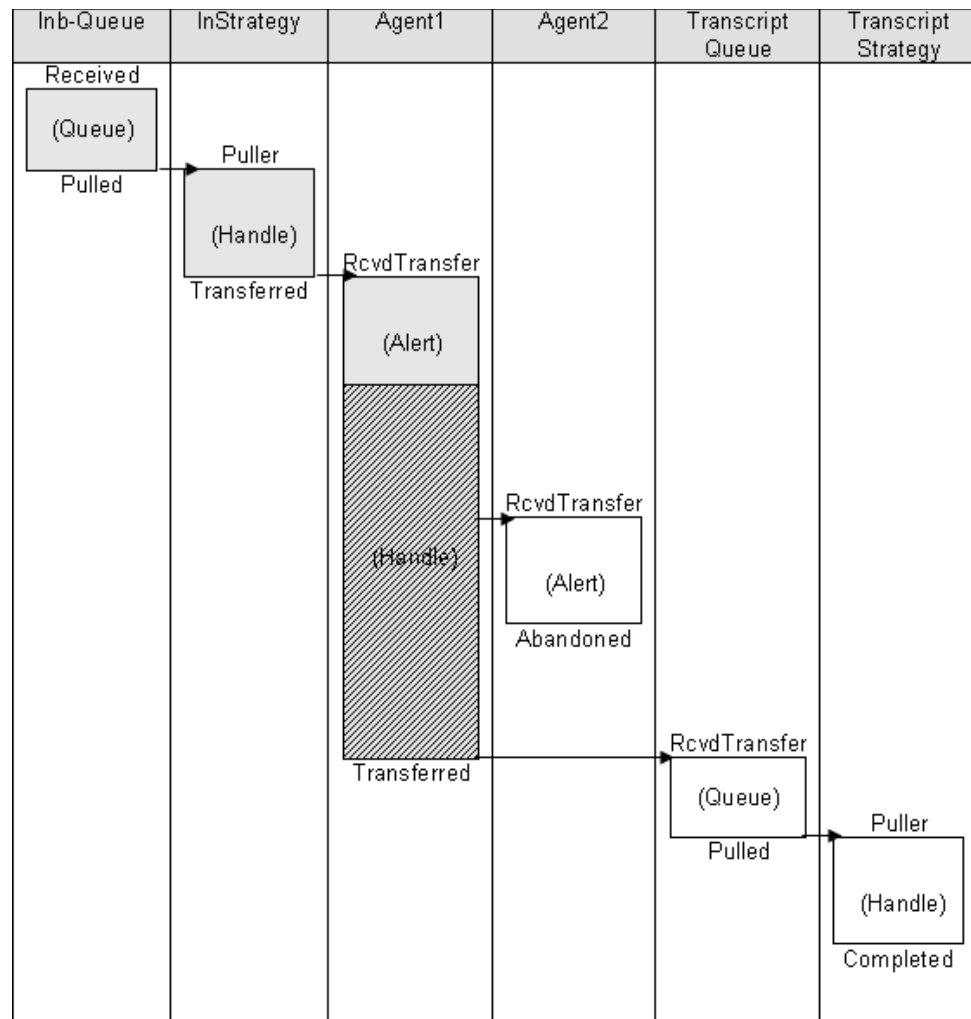 Inb-Queue
InStrategy
Agent1
Agent2
Transcript
Queue
Transcript
Strategy
Received
(Queue)
Pulled
Puller
(Handle)
Transferred
RcvdTransfer
(Alert)
(Handle)
Transferred
RcvdTransfer
(Alert)
Abandoned
RcvdTransfer
(Queue)
Pulled
Puller
(Handle)
Completed